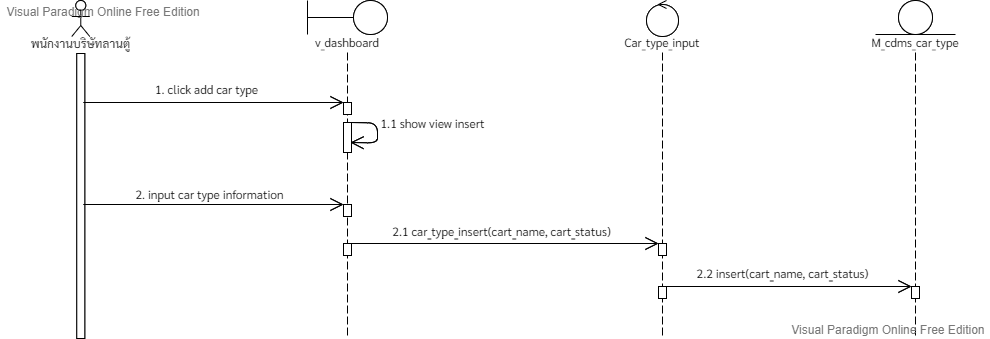 Visual Paradigm Online Free Edition
พนักงานบริษัทลานตู้
v_dashboard
Car_type_input
M_cdms_car_type
1. click add car type
1.1 show view insert
2. input car type information
2.1 car_type_insert(cart_name, cart_status)
2.2 insert(cart_name, cart_status)
Visual Paradigm Online Free Edition